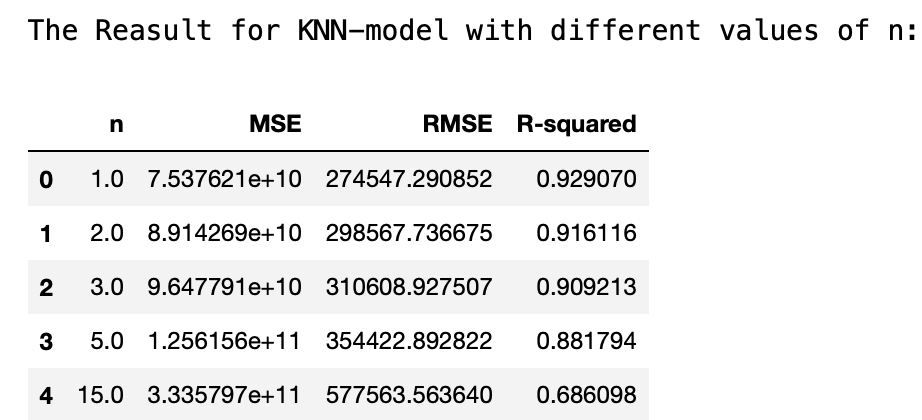 The Reasult for KNN-model with different values of n:
n MSE RMSE R-squared
0 1.0 7.537621e+10 274547.290852 0.929070
1 2.0 8.914269e+10 298567.736675 0.916116
2 3.0 9.647791e+10 310608.927507 0.909213
3 5.0 1.256156e+11 354422.892822 0.881794
4 15.0 3.335797e+11 577563.563640 0.686098